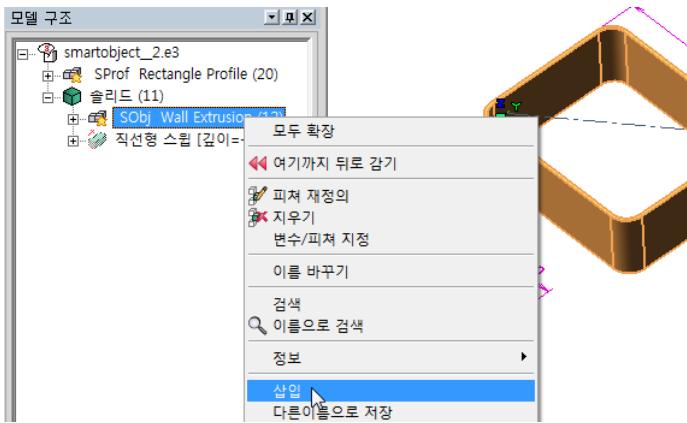 모델 구조
smartobject__2.e3
SProf Rectangle Profile (20)
솔리드 (11)
SObj Wall Extrusion (12)
직선형 스윕 [깊이=-
모두 확장
여기까지 뒤로 감기
피쳐 재정의
지우기
변수/피쳐 지정
이름 바꾸기
검색
이름으로 검색
정보
삽입
다른이름으로 저장
Y